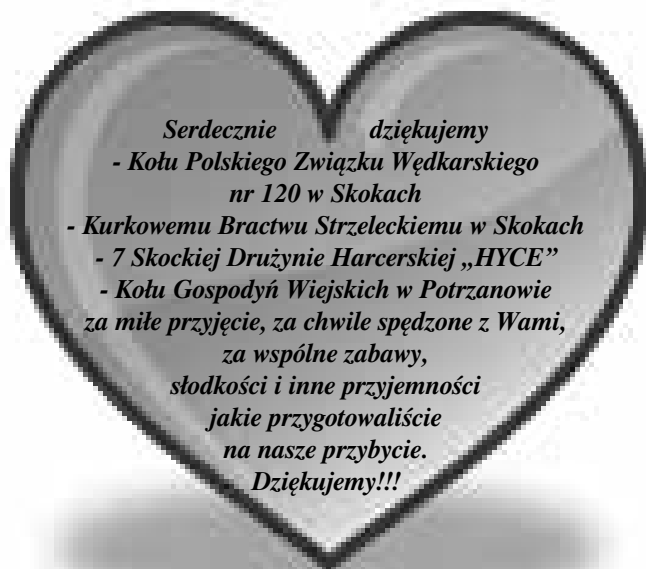 Serdecznie dziękujemy
- Kołu Polskiego Związku Wędkarskiego
nr 120 w Skokach
- Kurkowemu Bractwu Strzeleckiemu w Skokach
- 7 Skockiej Drużynie Harcerskiej „HYCE”
- Kołu Gospodyń Wiejskich w Potrzanowie
za miłe przyjęcie, za chwile spędzone z Wami,
za wspólne zabawy,
słodkości i inne przyjemności
jakie przygotowaliście
na nasze przybycie.
Dziękujemy!!!